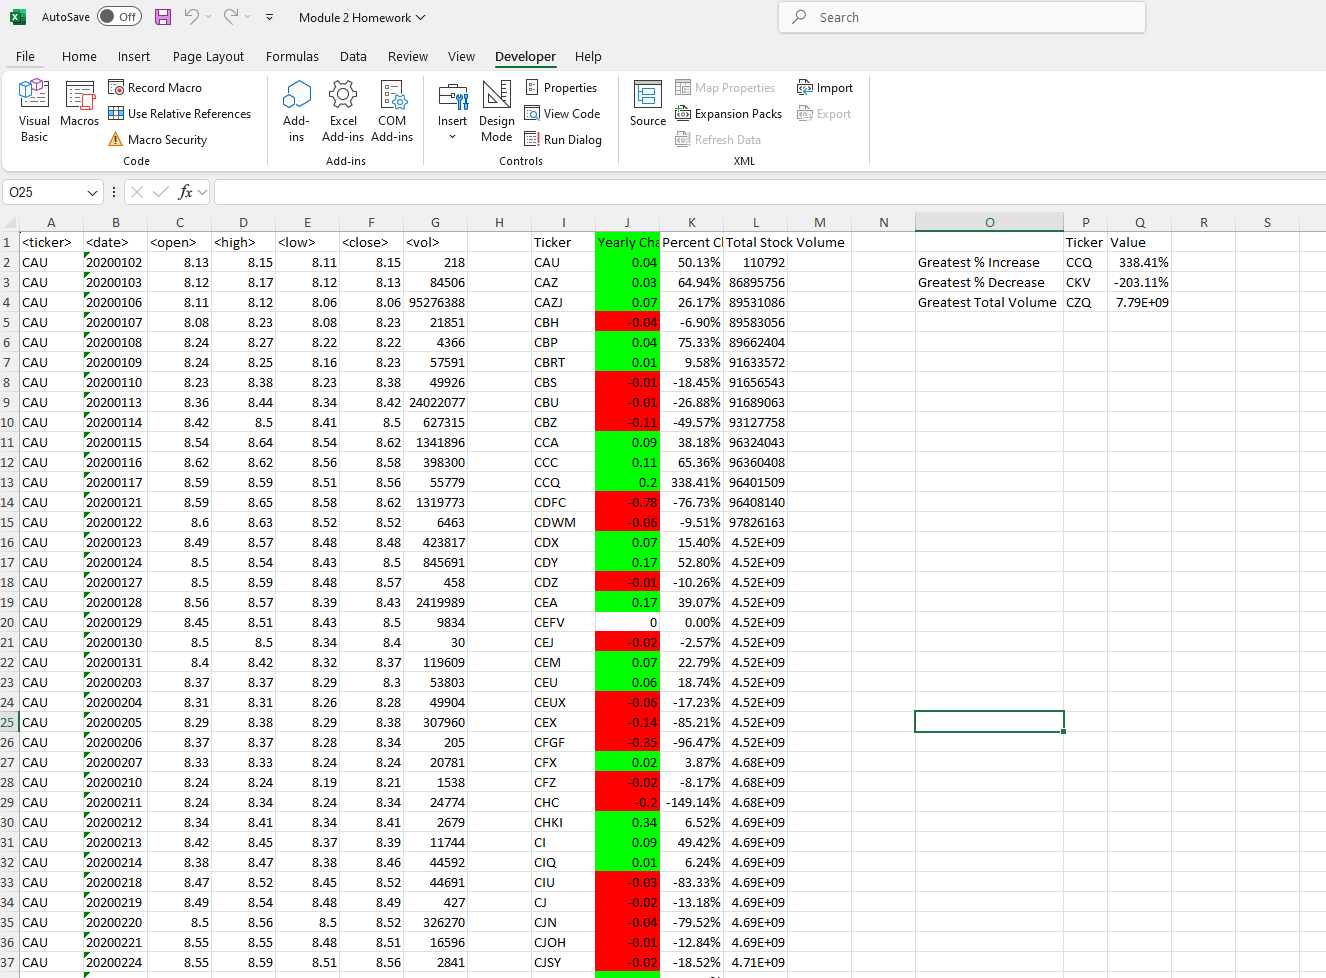 AutoSave Off Module 2 Homework Search
File Home Insert Page Layout Formulas Data Review View Developer Help
Visual Basic
Macros
Record Macro
Use Relative References
Macro Security
Code
Add-ins
Excel Add-ins
COM Add-ins
Add-ins
Insert
Design Mode
Properties
View Code
Run Dialog
Controls
Source
Map Properties
Expansion Packs
Refresh Data
Import
Export
XML
O25 fx
A B C D E F G H I J K L M N O P Q R S
1 <ticker> <date> <open> <high> <low> <close> <vol> Ticker Yearly Cha Percent Cl Total Stock Volume Ticker Value
2 CAU 20200102 8.13 8.15 8.11 8.15 218 CAU 0.04 50.13% 110792 Greatest % Increase CCQ 338.41%
3 CAU 20200103 8.12 8.17 8.12 8.13 84506 CAZ 0.03 64.94% 86895756 Greatest % Decrease CKV -203.11%
4 CAU 20200106 8.11 8.12 8.06 8.06 95276388 CAZJ 0.07 26.17% 89531086 Greatest Total Volume CZQ 7.79E+09
5 CAU 20200107 8.08 8.23 8.08 8.23 21851 CBH -0.04 -6.90% 89583056
6 CAU 20200108 8.24 8.27 8.22 8.22 4366 CBP 0.04 75.33% 89662404
7 CAU 20200109 8.24 8.25 8.16 8.23 57591 CBRT 0.01 9.58% 91633572
8 CAU 20200110 8.23 8.38 8.23 8.38 49926 CBS -0.01 -18.45% 91656543
9 CAU 20200113 8.36 8.44 8.34 8.42 24022077 CBU -0.01 -26.88% 91689063
10 CAU 20200114 8.42 8.5 8.41 8.5 627315 CBZ -0.11 -49.57% 93127758
11 CAU 20200115 8.54 8.64 8.54 8.62 1341896 CCA 0.09 38.18% 96324043
12 CAU 20200116 8.62 8.62 8.56 8.58 398300 CCC 0.11 65.36% 96360408
13 CAU 20200117 8.59 8.59 8.51 8.56 55779 CCQ 0.2 338.41% 96401509
14 CAU 20200121 8.59 8.65 8.58 8.62 1319773 CDFC -0.78 -76.73% 96408140
15 CAU 20200122 8.6 8.63 8.52 8.52 6463 CDWM -0.06 -9.51% 97826163
16 CAU 20200123 8.49 8.57 8.48 8.48 423817 CDX 0.07 15.40% 4.52E+09
17 CAU 20200124 8.5 8.54 8.43 8.5 845691 CDY 0.17 52.80% 4.52E+09
18 CAU 20200127 8.5 8.59 8.48 8.57 458 CDZ -0.01 -10.26% 4.52E+09
19 CAU 20200128 8.56 8.57 8.39 8.43 2419989 CEA 0.17 39.07% 4.52E+09
20 CAU 20200129 8.45 8.51 8.43 8.5 9834 CEFV 0 0.00% 4.52E+09
21 CAU 20200130 8.5 8.5 8.34 8.4 30 CEJ -0.02 -2.57% 4.52E+09
22 CAU 20200131 8.4 8.42 8.32 8.37 119609 CEM 0.07 22.79% 4.52E+09
23 CAU 20200203 8.37 8.37 8.29 8.3 53803 CEU 0.06 18.74% 4.52E+09
24 CAU 20200204 8.31 8.31 8.26 8.28 49904 CEUX -0.06 -17.23% 4.52E+09
25 CAU 20200205 8.29 8.38 8.29 8.38 307960 CEX -0.14 -85.21% 4.52E+09
26 CAU 20200206 8.37 8.37 8.28 8.34 205 CFGF -0.35 -96.47% 4.52E+09
27 CAU 20200207 8.33 8.33 8.24 8.24 20781 CFX 0.02 3.87% 4.68E+09
28 CAU 20200210 8.24 8.24 8.19 8.21 1538 CFZ -0.02 -8.17% 4.68E+09
29 CAU 20200211 8.24 8.34 8.24 8.34 24774 CHC -0.2 -149.14% 4.68E+09
30 CAU 20200212 8.34 8.41 8.34 8.41 2679 CHKI 0.34 6.52% 4.69E+09
31 CAU 20200213 8.42 8.45 8.37 8.39 11744 CI 0.09 49.42% 4.69E+09
32 CAU 20200214 8.38 8.47 8.38 8.46 44592 CIQ 0.01 6.24% 4.69E+09
33 CAU 20200218 8.47 8.52 8.45 8.52 44691 CIU -0.03 -83.33% 4.69E+09
34 CAU 20200219 8.49 8.54 8.48 8.49 427 CJ -0.02 -13.18% 4.69E+09
35 CAU 20200220 8.5 8.56 8.5 8.52 326270 CJN -0.04 -79.52% 4.69E+09
36 CAU 20200221 8.55 8.55 8.48 8.51 16596 CJOH -0.01 -12.84% 4.69E+09
37 CAU 20200224 8.55 8.59 8.51 8.56 2841 CJSY -0.02 -18.52% 4.71E+09